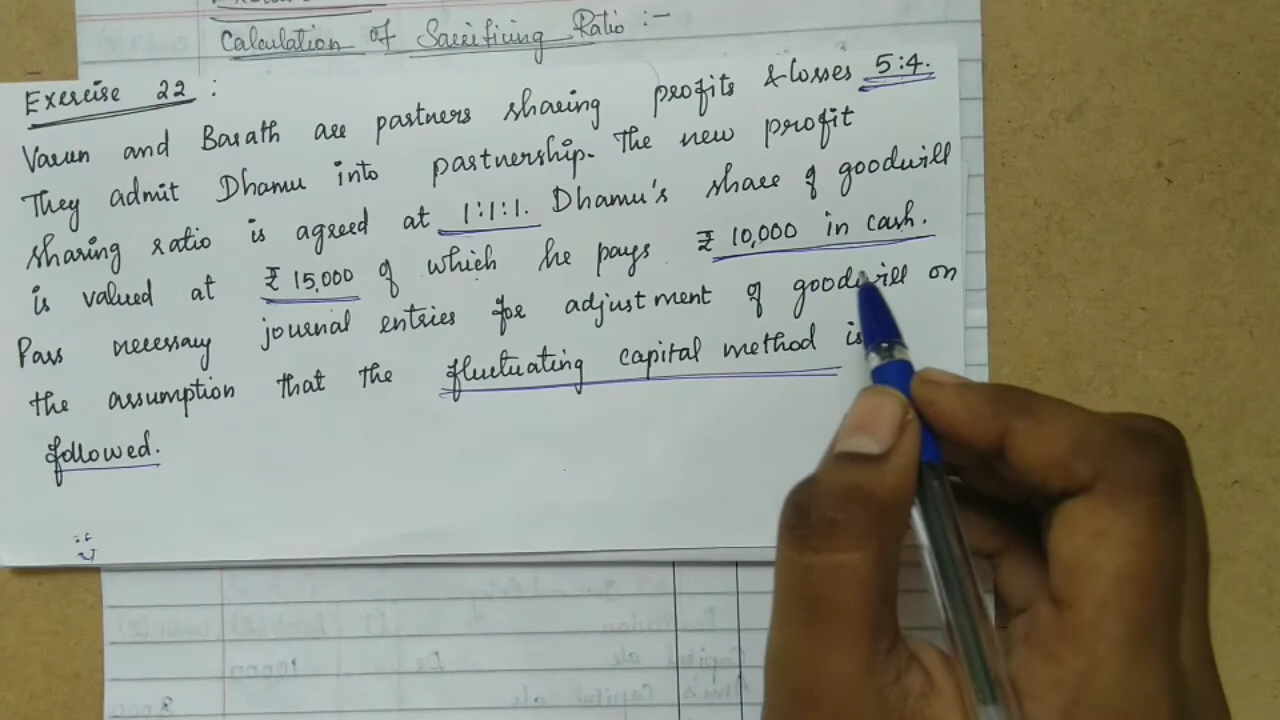 Calculation of Sacrificing Ratio :-
Exercise 22 :
Varun and Barath are partners sharing profits & losses 5:4.
They admit Dhamu into partnership. The new profit
sharing ratio is agreed at 1:1:1. Dhamu's share of goodwill
is valued at ₹ 15,000 of which he pays ₹ 10,000 in cash.
Pass necessary journal entries for adjustment of goodwill on
the assumption that the fluctuating capital method is
followed.